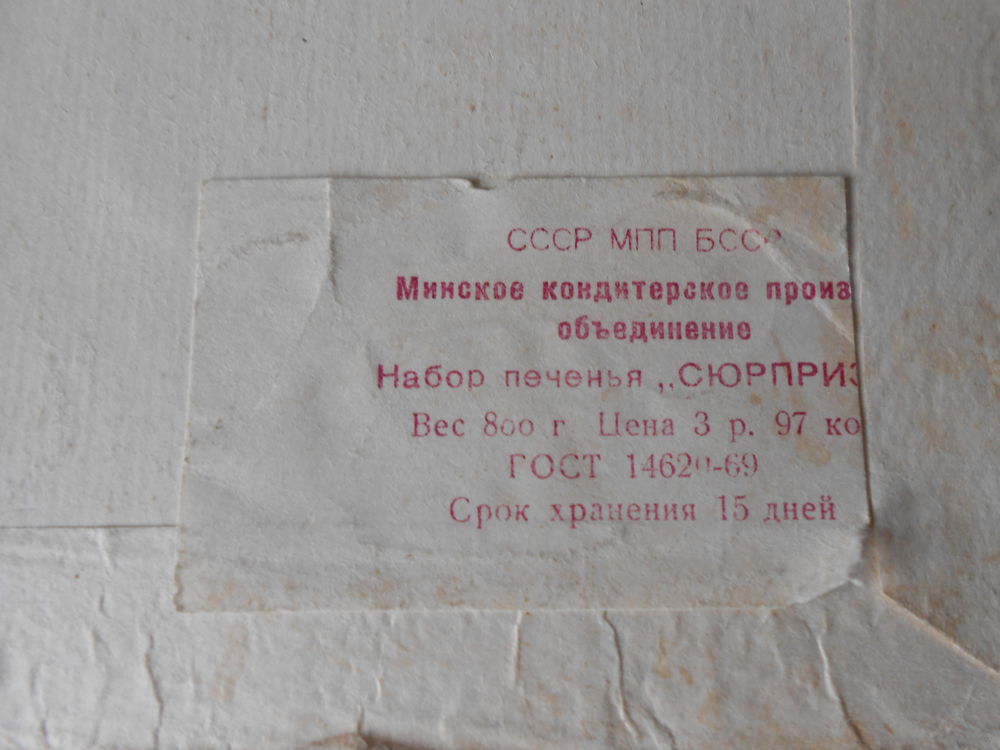 СССР МПП БССР
Минское кондитерское произ
объединение
Набор печенья „СЮРПРИЗ
Вес 800 г Цена 3 р. 97 ко
ГОСТ 14620-69
Срок хранения 15 дней